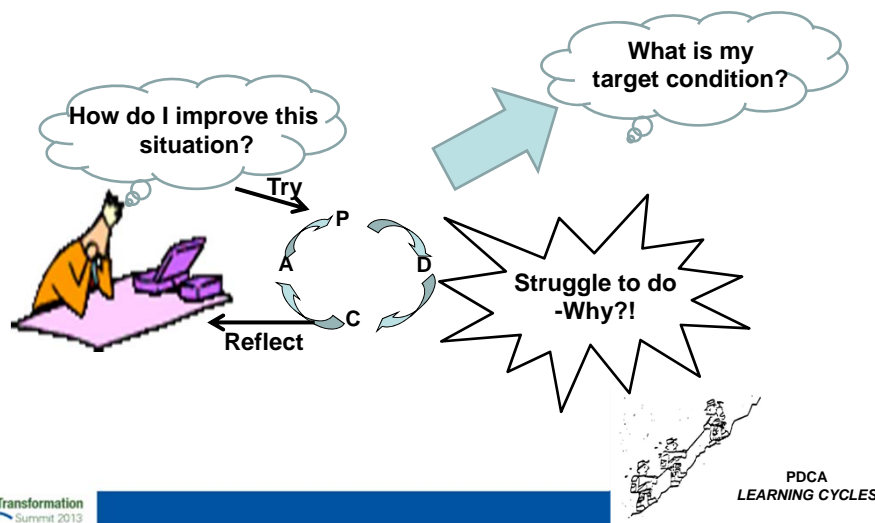 What is my
target condition?
How do I improve this
situation?
Try
P
A
D
C
Struggle to do
-Why?!
Reflect
PDCA
LEARNING CYCLES
Transformation
Summit 2013